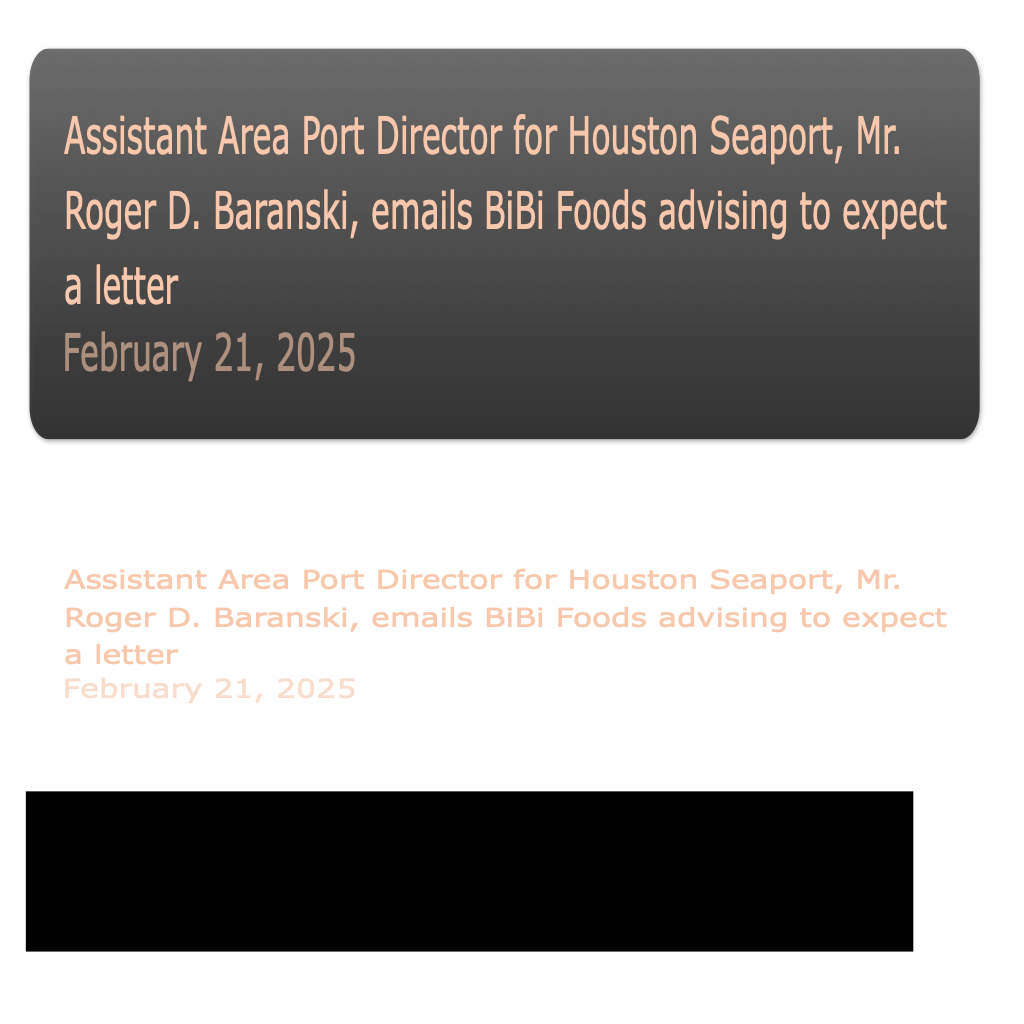 Assistant Area Port Director for Houston Seaport, Mr.
Roger D. Baranski, emails BiBi Foods advising to expect
a letter
February 21, 2025
Assistant Area Port Director for Houston Seaport, Mr.
Roger D. Baranski, emails BiBi Foods advising to expect
a letter
February 21, 2025